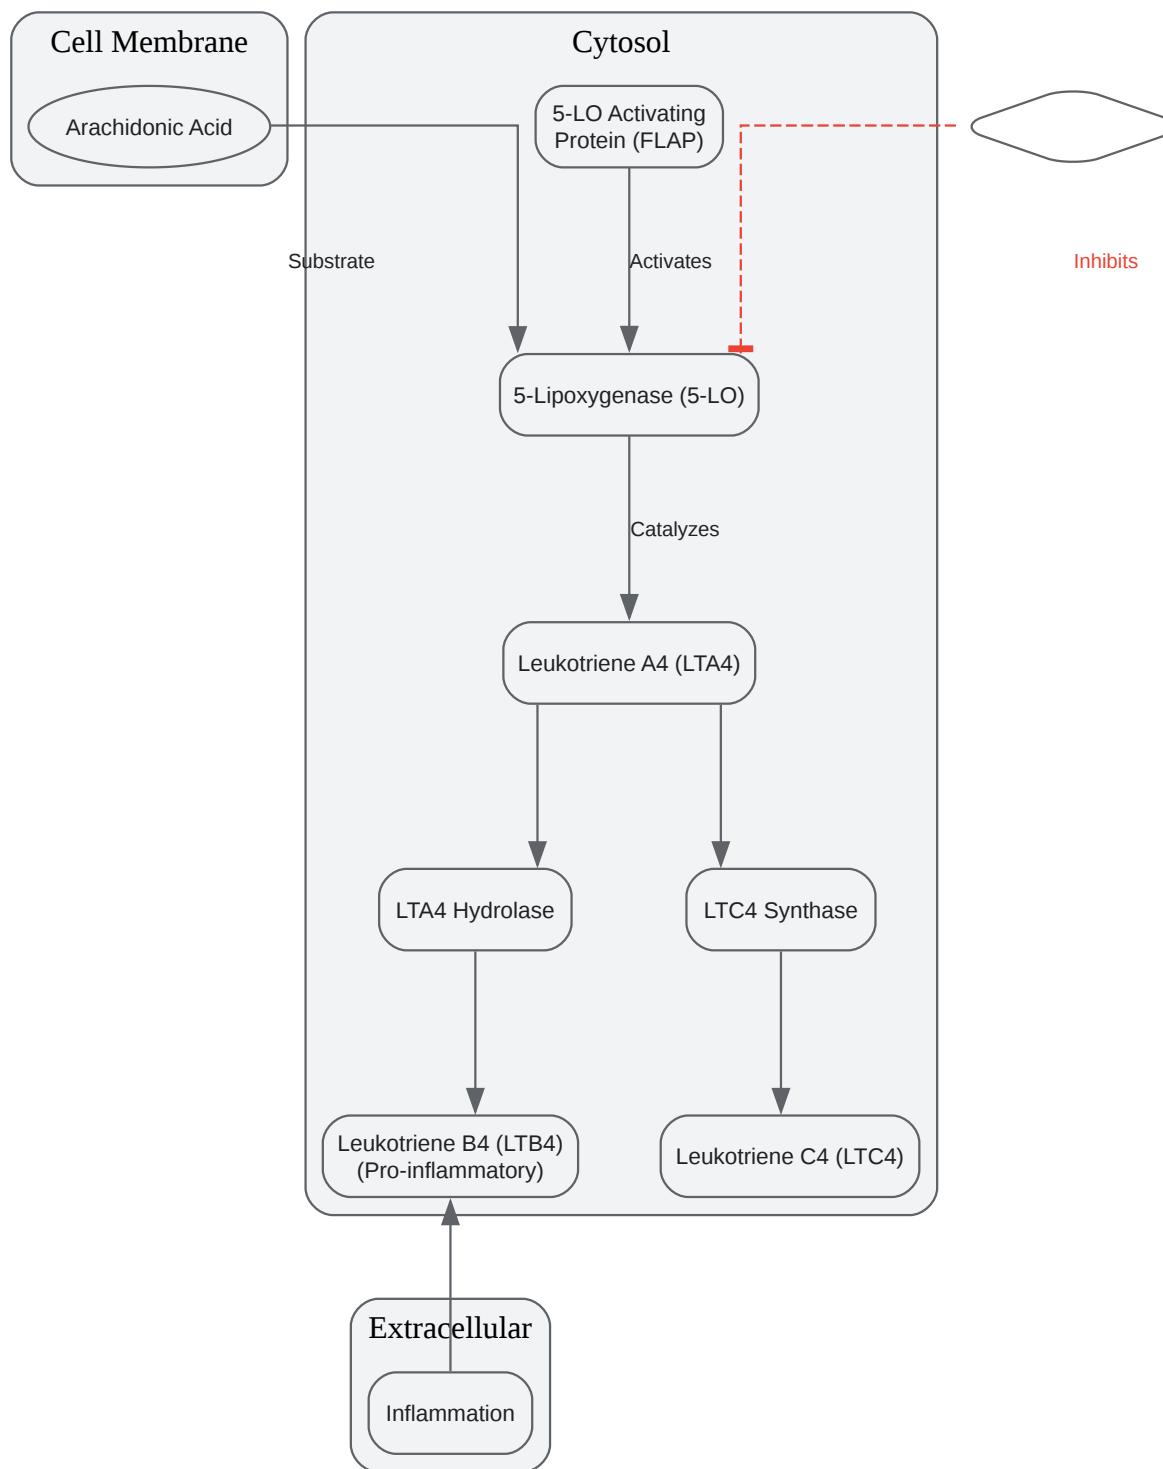 Cell Membrane
Cytosol
Arachidonic Acid
5-LO Activating
Protein (FLAP)
Substrate
Activates
Inhibits
5-Lipoxygenase (5-LO)
Catalyzes
Leukotriene A4 (LTA4)
LTA4 Hydrolase
LTC4 Synthase
Leukotriene B4 (LTB4)
(Pro-inflammatory)
Leukotriene C4 (LTC4)
Extracellular
Inflammation